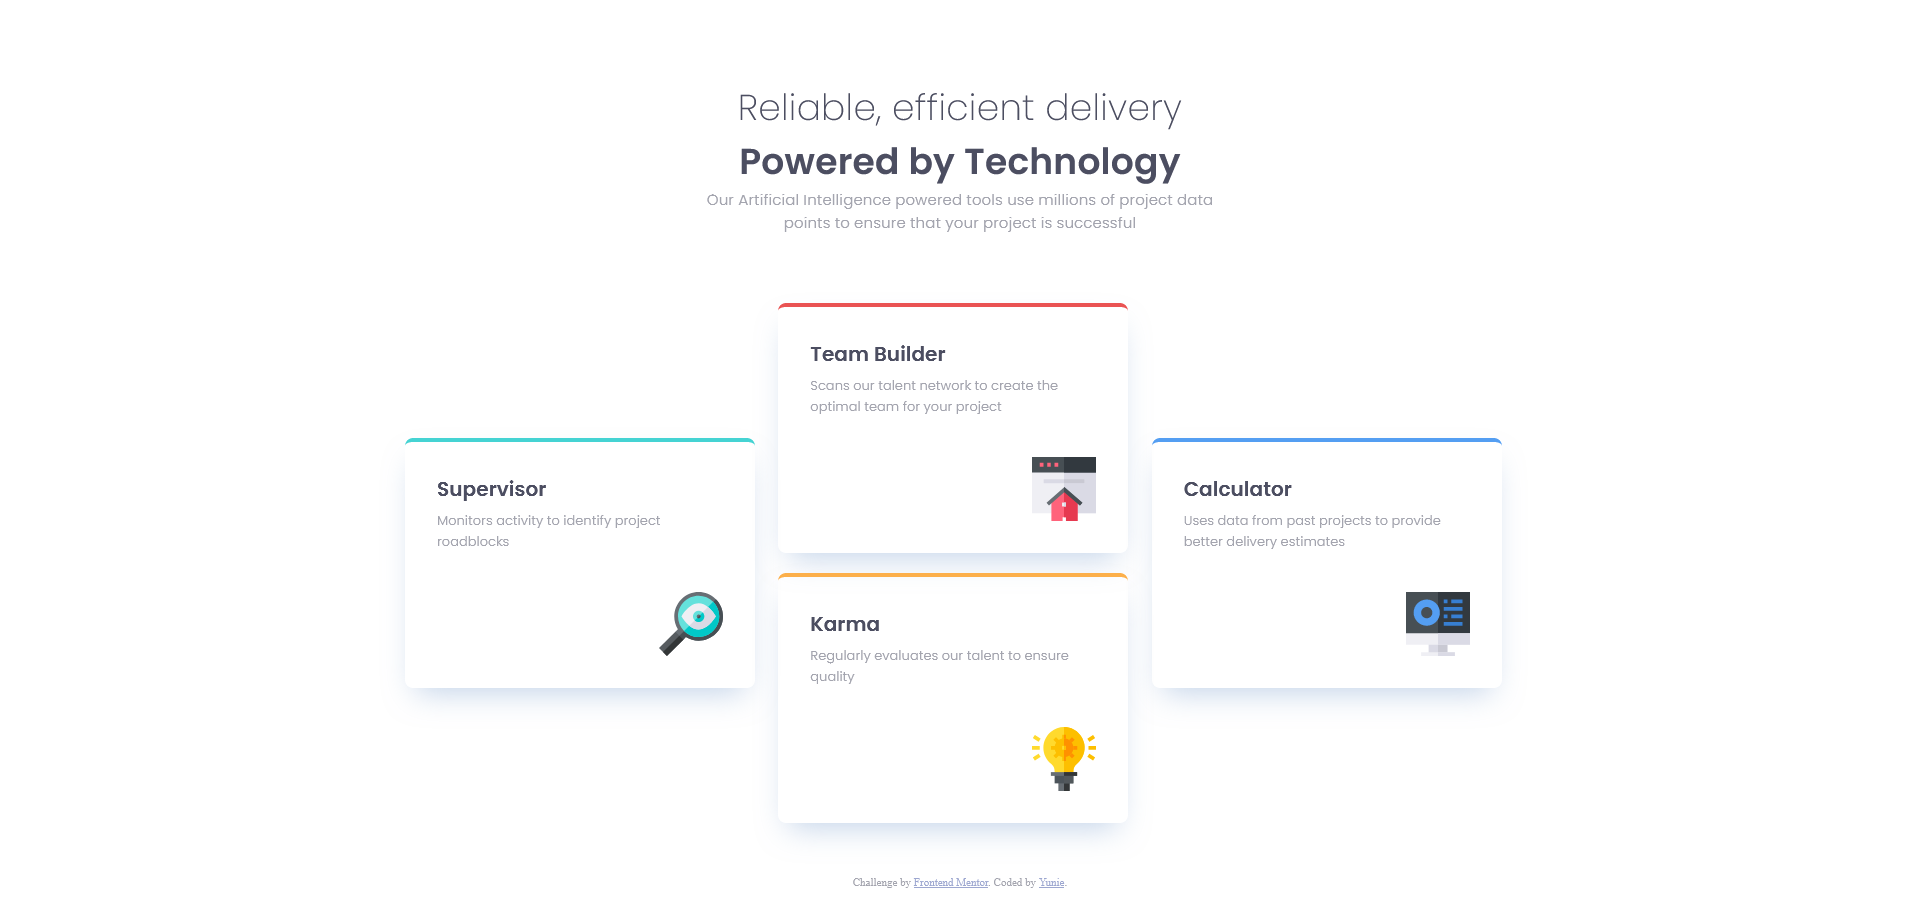 Reliable, efficient delivery
Powered by Technology
Our Artificial Intelligence powered tools use millions of project data
points to ensure that your project is successful
Team Builder
Scans our talent network to create the
optimal team for your project
Supervisor
Monitors activity to identify project
roadblocks
Calculator
Uses data from past projects to provide
better delivery estimates
Karma
Regularly evaluates our talent to ensure
quality
Challenge by Frontend Mentor. Coded by Yunie.